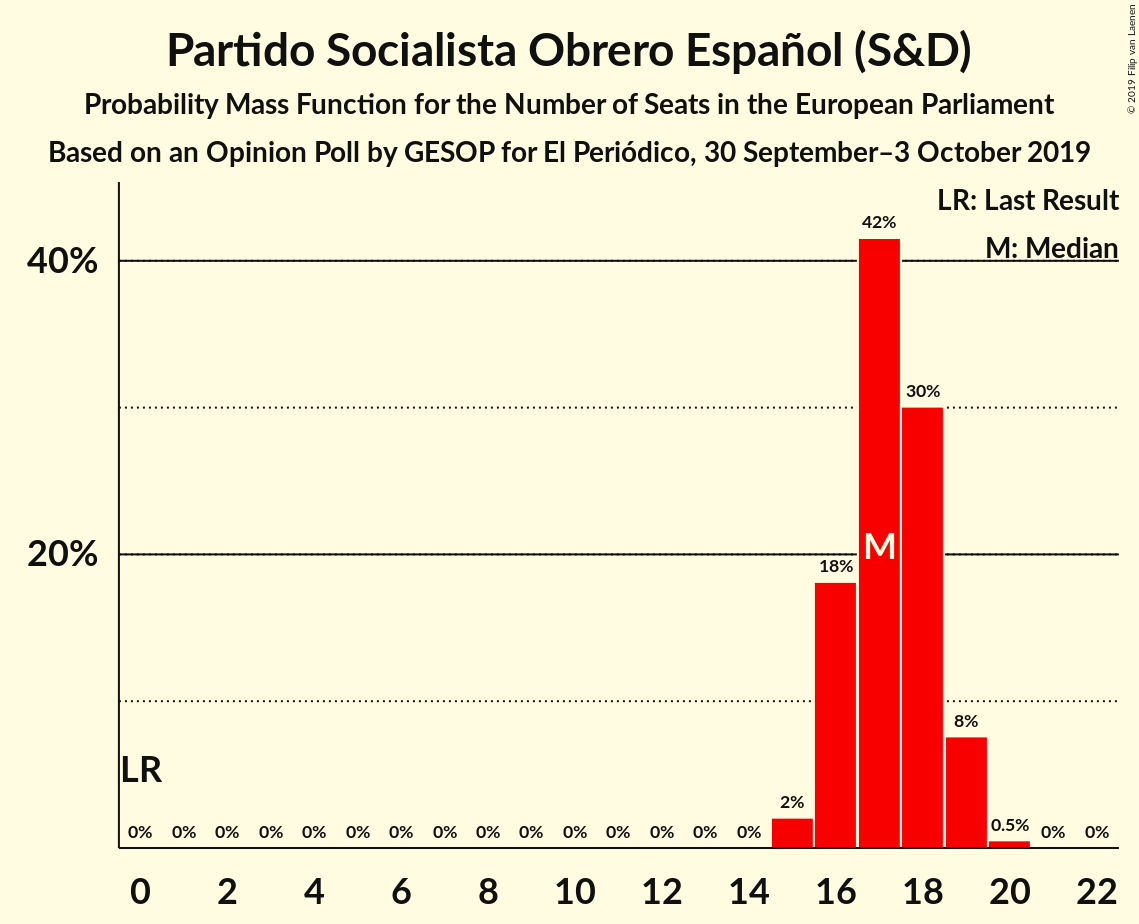 Partido Socialista Obrero Español (S&D)
Probability Mass Function for the Number of Seats in the European Parliament
Based on an Opinion Poll by GESOP for El Periódico, 30 September–3 October 2019
© 2019 Filip van Laenen
LR: Last Result
M: Median
42%
40%
30%
M
20%
18%
8%
LR
2%
0% 0% 0% 0% 0% 0% 0% 0% 0% 0% 0% 0% 0% 0% 0% 0.5% 0% 0%
0 2 4 6 8 10 12 14 16 18 20 22